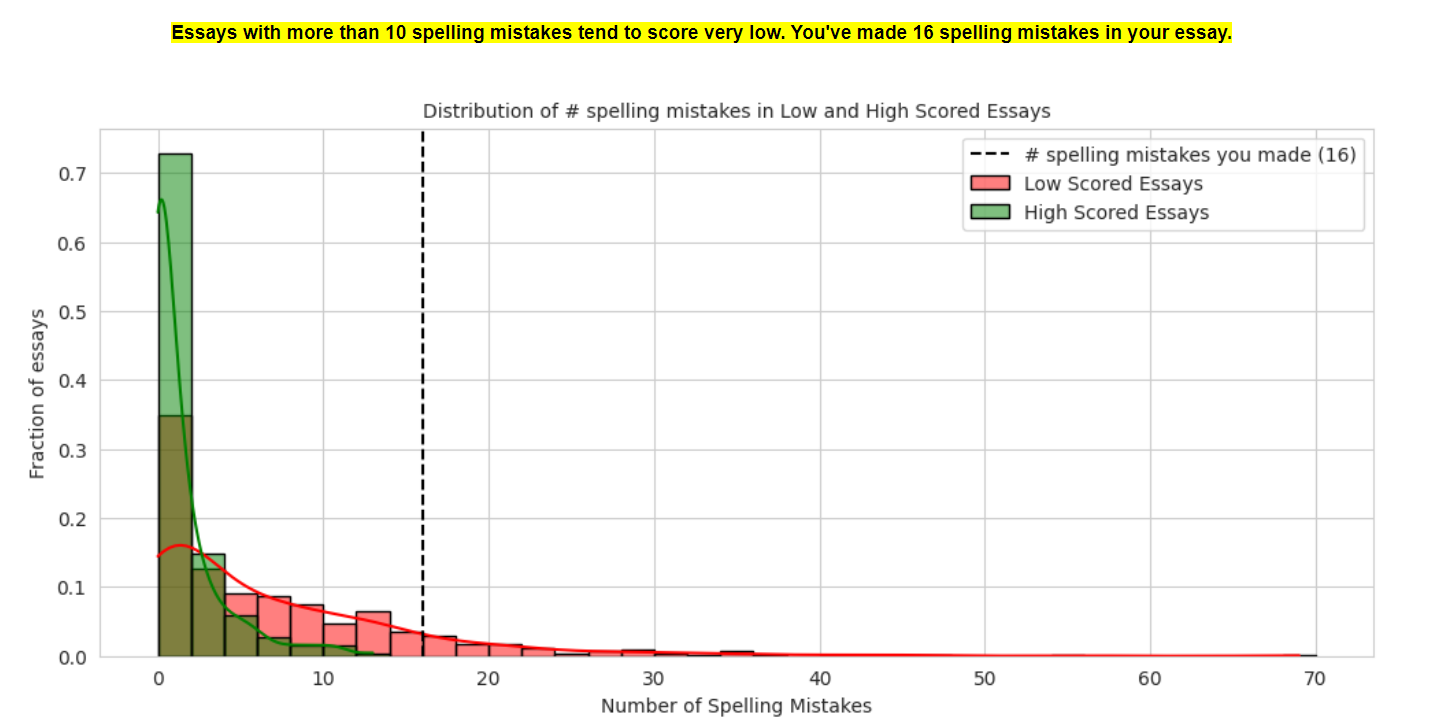 Essays with more than 10 spelling mistakes tend to score very low. You've made 16 spelling mistakes in your essay.
Distribution of # spelling mistakes in Low and High Scored Essays
# spelling mistakes you made (16)
Low Scored Essays
High Scored Essays
Fraction of essays
0.7
0.6
0.5
0.4
0.3
0.2
0.1
0.0
0 10 20 30 40 50 60 70
Number of Spelling Mistakes